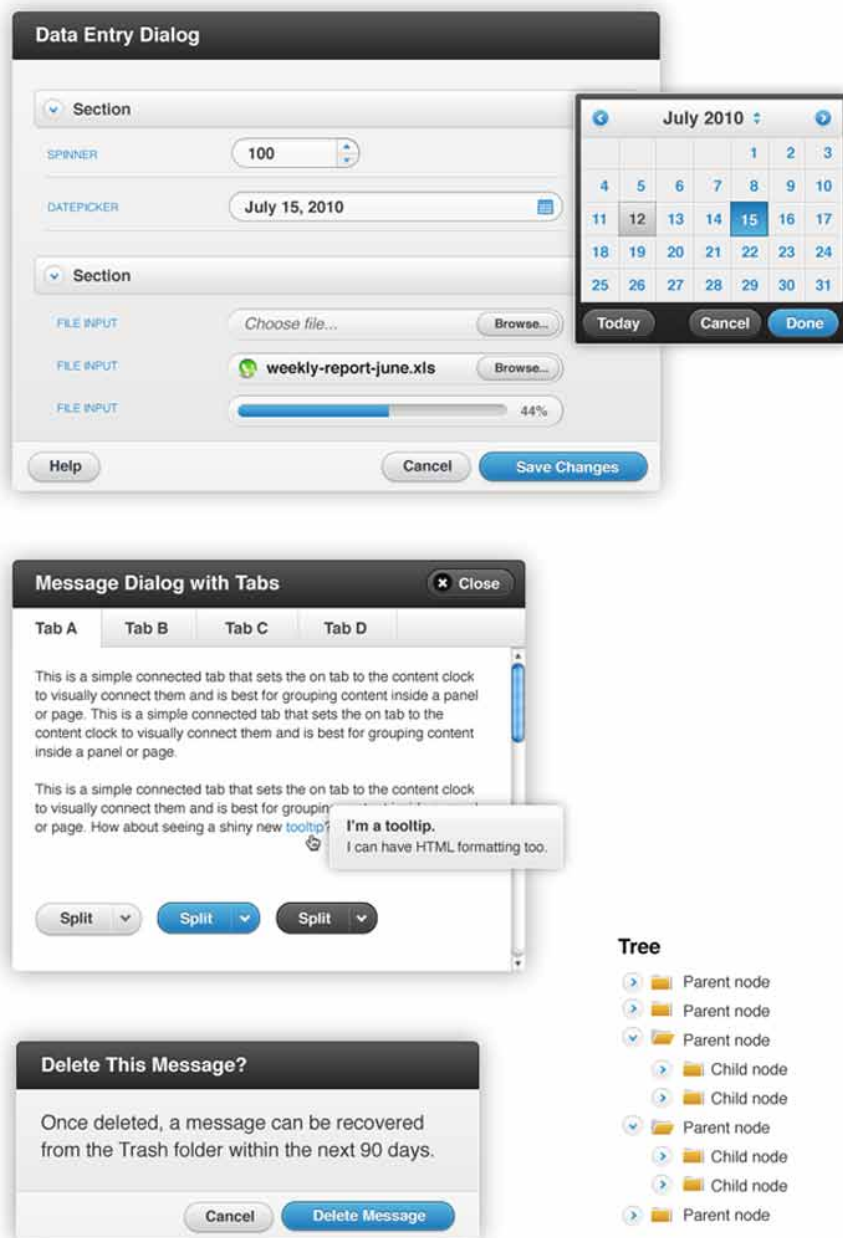 Data Entry Dialog
Section
SPINNER
100
DATEPICKER
July 15, 2010
Section
FILE INPUT
Choose file...
Browse...
FILE INPUT
weekly-report-june.xls
Browse...
FILE INPUT
44%
Help
Cancel
Save Changes
July 2010
1 2 3
4 5 6 7 8 9 10
11 12 13 14 15 16 17
18 19 20 21 22 23 24
25 26 27 28 29 30 31
Today
Cancel
Done
Message Dialog with Tabs
Close
Tab A
Tab B
Tab C
Tab D
This is a simple connected tab that sets the on tab to the content clock
to visually connect them and is best for grouping content inside a panel
or page. This is a simple connected tab that sets the on tab to the
content clock to visually connect them and is best for grouping content
inside a panel or page.
This is a simple connected tab that sets the on tab to the content clock
to visually connect them and is best for grouping
or page. How about seeing a shiny new tooltip?
I'm a tooltip.
I can have HTML formatting too.
Split
Split
Split
Delete This Message?
Once deleted, a message can be recovered
from the Trash folder within the next 90 days.
Cancel
Delete Message
Tree
Parent node
Parent node
Parent node
Child node
Child node
Parent node
Child node
Child node
Parent node